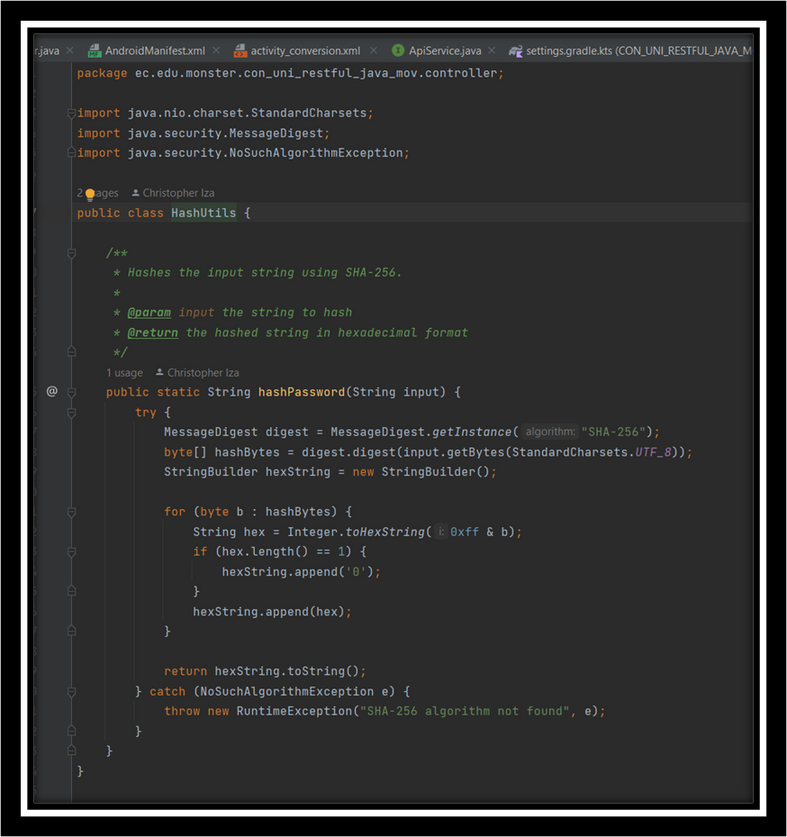 r.java AndroidManifest.xml activity_conversion.xml ApiService.java settings.gradle.kts (CON_UNI_RESTFUL_JAVA_M
package ec.edu.monster.con_uni_restful_java_mov.controller;
import java.nio.charset.StandardCharsets;
import java.security.MessageDigest;
import java.security.NoSuchAlgorithmException;
2 Christopher Iza
public class HashUtils {
/**
* Hashes the input string using SHA-256.
*
* @param input the string to hash
* @return the hashed string in hexadecimal format
*/
1 usage Christopher Iza
@ public static String hashPassword(String input) {
try {
MessageDigest digest = MessageDigest.getInstance( algorithm: "SHA-256");
byte[] hashBytes = digest.digest(input.getBytes(StandardCharsets.UTF_8));
StringBuilder hexString = new StringBuilder();
for (byte b : hashBytes) {
String hex = Integer.toHexString( i: 0xff & b);
if (hex.length() == 1) {
hexString.append('0');
}
hexString.append(hex);
}
return hexString.toString();
} catch (NoSuchAlgorithmException e) {
throw new RuntimeException("SHA-256 algorithm not found", e);
}
}
}